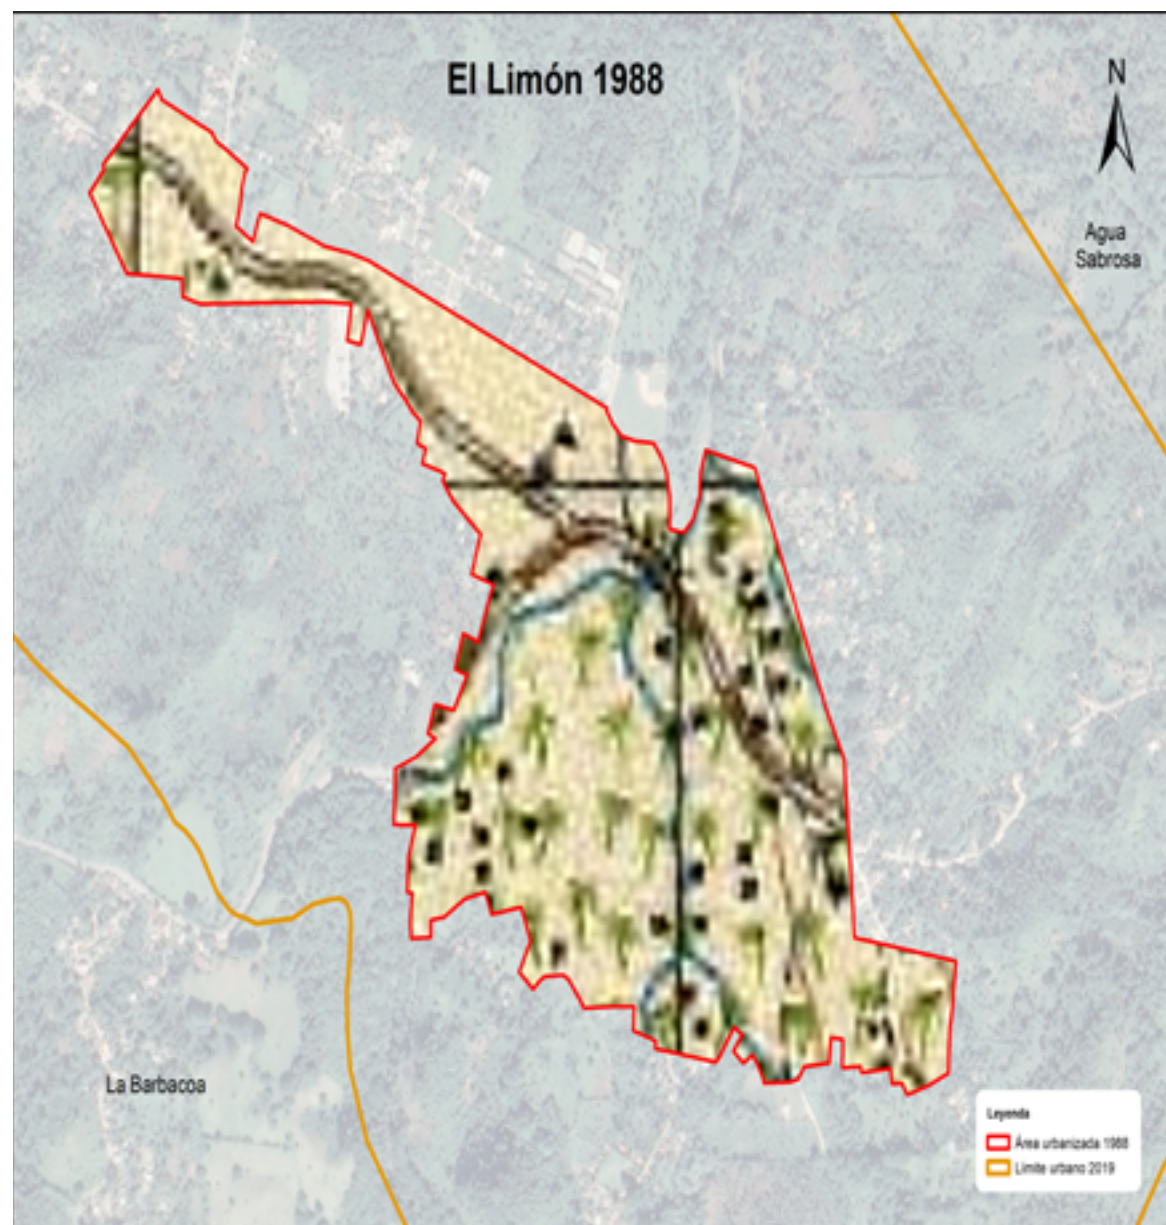 El Limón 1988
N
Agua
Sabrosa
La Barbacoa
Leyenda
Área urbanizada 1988
Límite urbano 2019